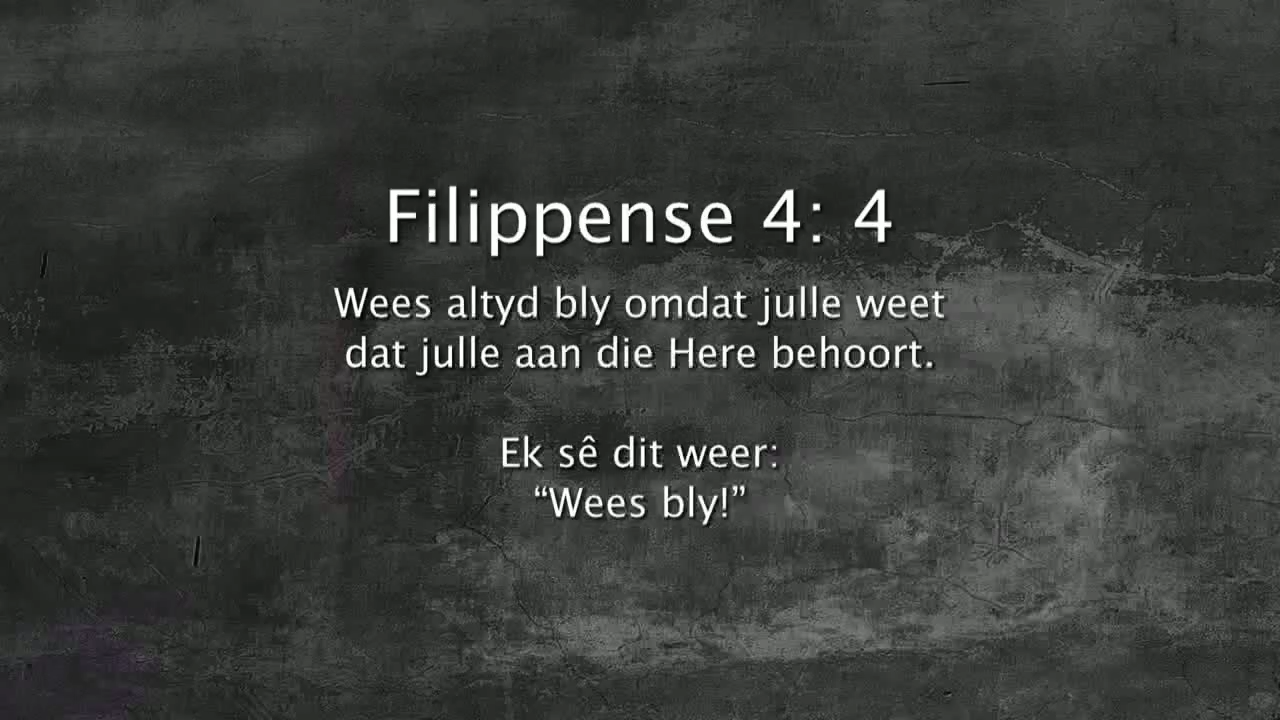 Filippense 4: 4
Wees altyd bly omdat julle weet
dat julle aan die Here behoort.
Ek sê dit weer:
“Wees bly!”